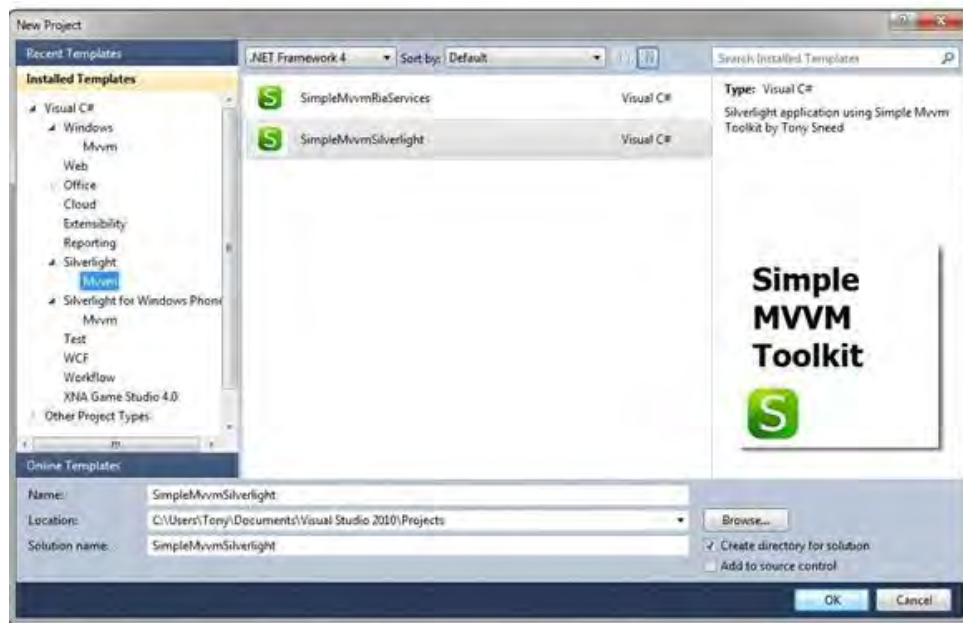 New Project
Recent Templates
Installed Templates
Visual C#
Windows
Mvvm
Web
Office
Cloud
Extensibility
Reporting
Silverlight
Mvvm
Silverlight for Windows Phone
Mvvm
Test
WCF
Workflow
XNA Game Studio 4.0
Other Project Types
Online Templates
.NET Framework 4 Sort by: Default
SimpleMvvmRiaServices Visual C#
SimpleMvvmSilverlight Visual C#
Search Installed Templates
Type: Visual C#
Silverlight application using Simple Mvvm
Toolkit by Tony Sneed
Simple
MVVM
Toolkit
S
Name: SimpleMvvmSilverlight
Location: C:\Users\Tony\Documents\Visual Studio 2010\Projects Browse...
Solution name: SimpleMvvmSilverlight
Create directory for solution
Add to source control
OK Cancel